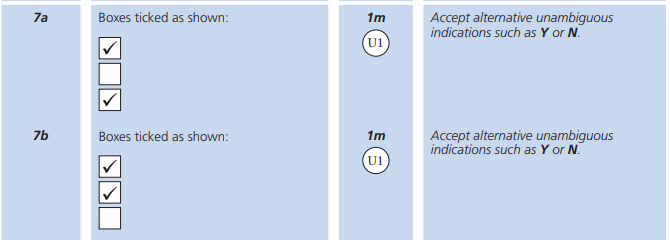 7a Boxes ticked as shown: 1m Accept alternative unambiguous
U1 indications such as Y or N.
✓
✓
7b Boxes ticked as shown: 1m Accept alternative unambiguous
U1 indications such as Y or N.
✓
✓